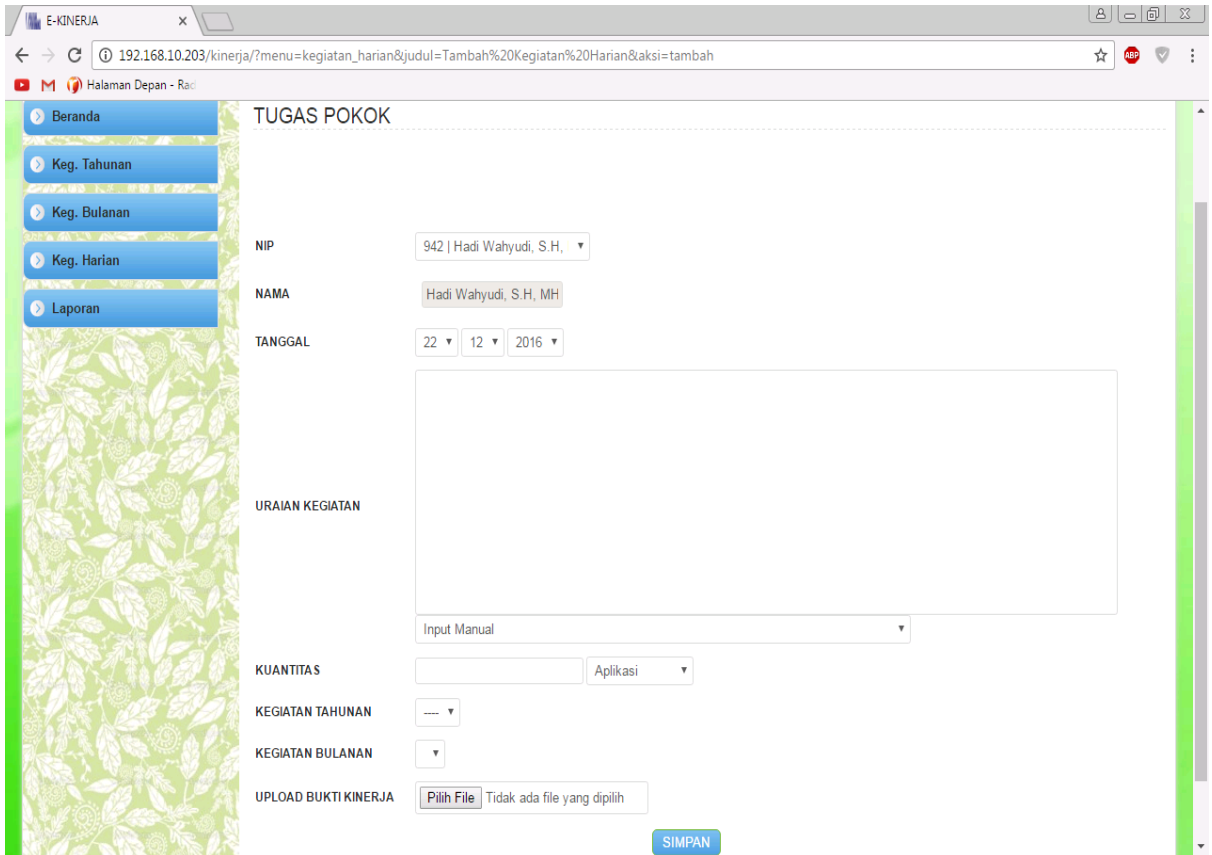 E-KINERJA
192.168.10.203/kinerja/?menu=kegiatan_harian&judul=Tambah%20Kegiatan%20Harian&aksi=tambah
ABP
Halaman Depan - Rad
Beranda
Keg. Tahunan
Keg. Bulanan
Keg. Harian
Laporan
TUGAS POKOK
NIP 942 | Hadi Wahyudi, S.H,
NAMA Hadi Wahyudi, S.H, MH
TANGGAL 22 12 2016
URAIAN KEGIATAN
Input Manual
KUANTITAS Aplikasi
KEGIATAN TAHUNAN ----
KEGIATAN BULANAN
UPLOAD BUKTI KINERJA Pilih File Tidak ada file yang dipilih
SIMPAN